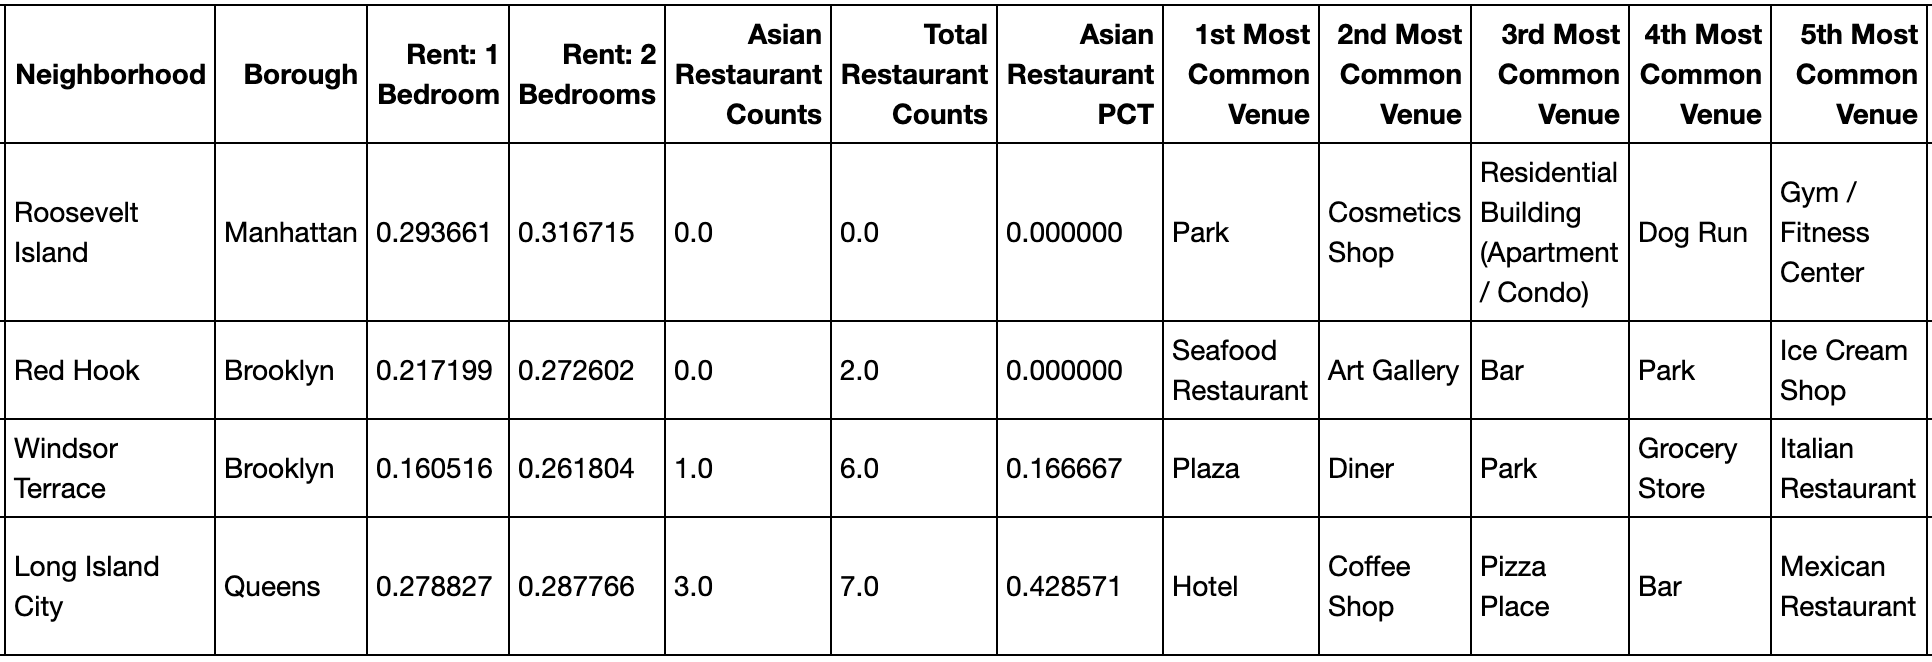 Neighborhood Borough Rent: 1 Bedroom Rent: 2 Bedrooms Asian Restaurant Counts Total Restaurant Counts Asian Restaurant PCT 1st Most Common Venue 2nd Most Common Venue 3rd Most Common Venue 4th Most Common Venue 5th Most Common Venue
Roosevelt Island Manhattan 0.293661 0.316715 0.0 0.0 0.000000 Park Cosmetics Shop Residential Building (Apartment / Condo) Dog Run Gym / Fitness Center
Red Hook Brooklyn 0.217199 0.272602 0.0 2.0 0.000000 Seafood Restaurant Art Gallery Bar Park Ice Cream Shop
Windsor Terrace Brooklyn 0.160516 0.261804 1.0 6.0 0.166667 Plaza Diner Park Grocery Store Italian Restaurant
Long Island City Queens 0.278827 0.287766 3.0 7.0 0.428571 Hotel Coffee Shop Pizza Place Bar Mexican Restaurant